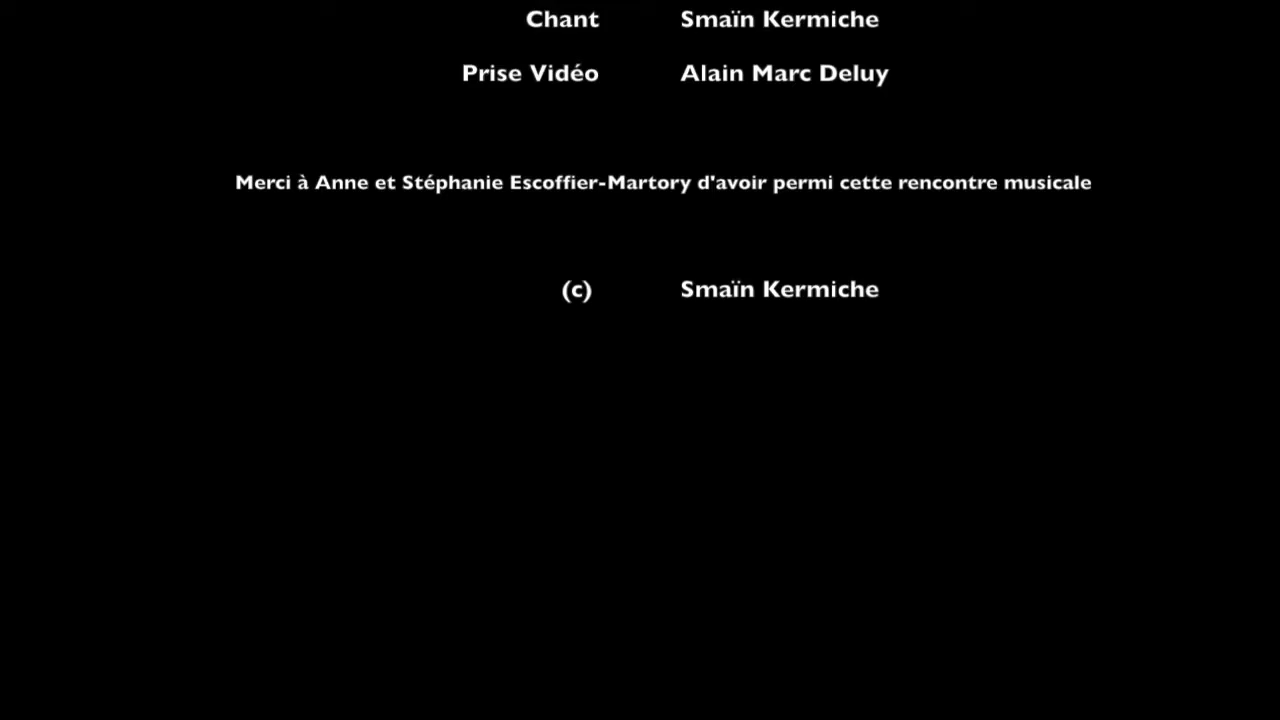 Chant Smaïn Kermiche
Prise Vidéo Alain Marc Deluy
Merci à Anne et Stéphanie Escoffier-Martory d'avoir permi cette rencontre musicale
(c) Smaïn Kermiche